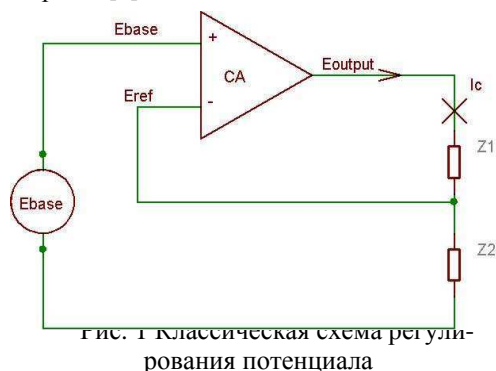 Ebase
+
Eoutput
CA
Ic
Eref
-
Z1
Ebase
Z2
Рис. 1 Классическая схема регули-
рования потенциала